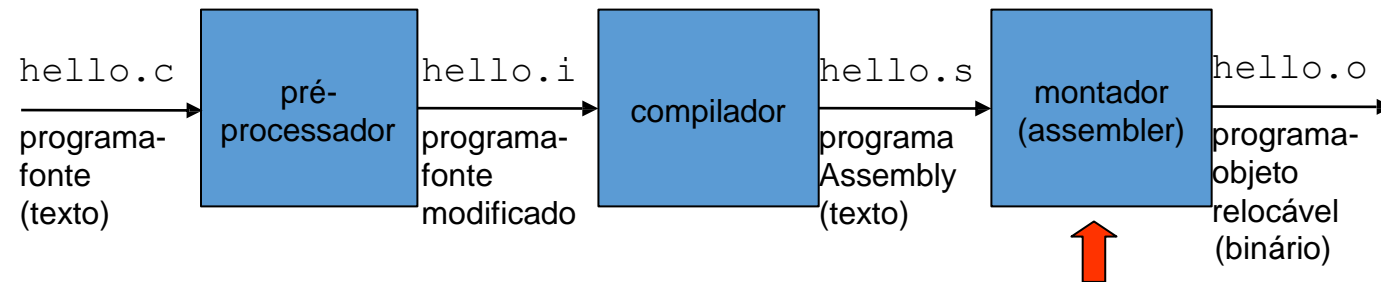 hello.c
programa-
fonte
(texto)
pré-
processador
hello.i
programa-
fonte
modificado
compilador
hello.s
programa
Assembly
(texto)
montador
(assembler)
hello.o
programa-
objeto
relocável
(binário)